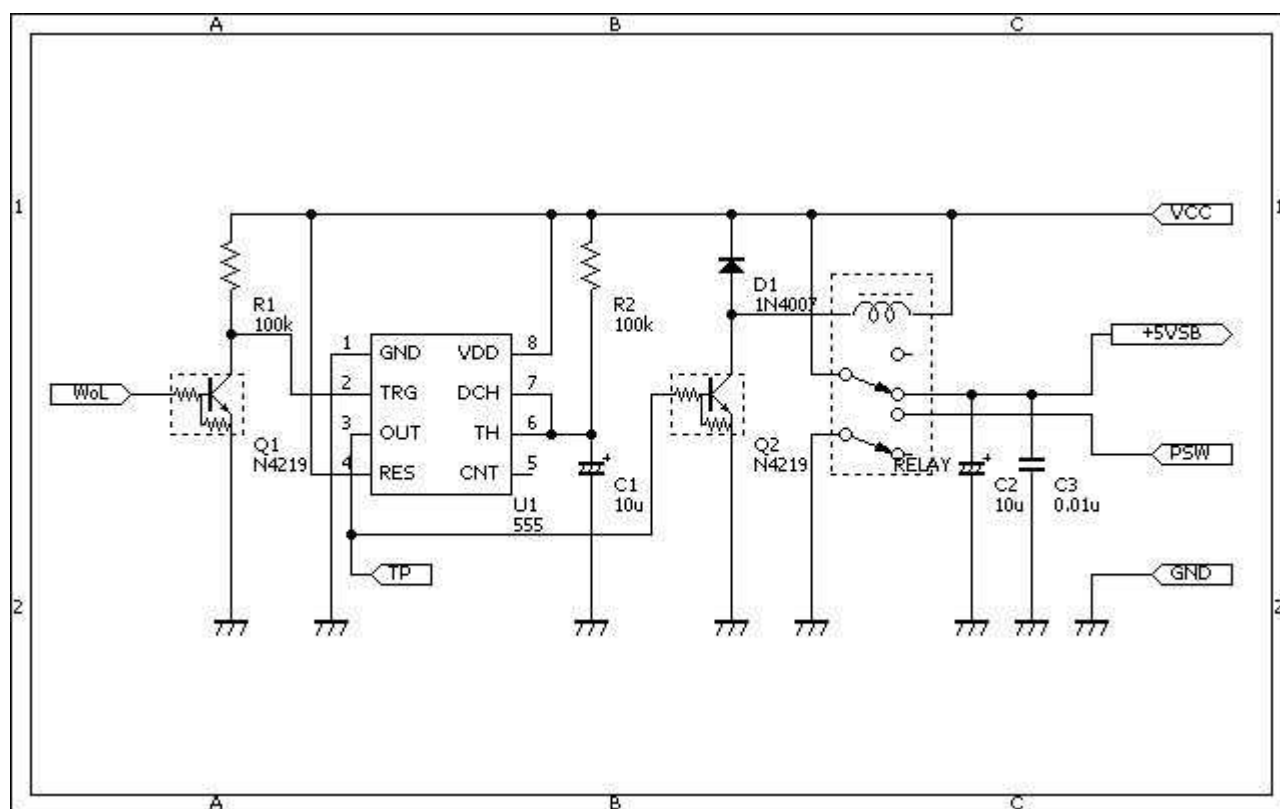 A B C
1 1
VCC
R1
100k
R2
100k
D1
1N4007
+5VSB
1 GND VDD 8
WoL
2 TRG DCH 7
3 OUT TH 6
4 RES CNT 5
Q1
N4219
Q2
N4219
RELAY
PSW
C1
10u
C2
10u
C3
0.01u
U1
555
TP
GND
2 2
A B C